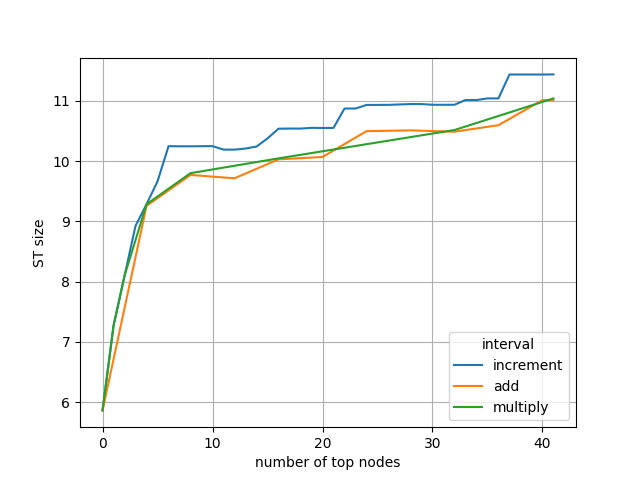 ST size
11
10
9
8
7
6
0
10
20
30
40
number of top nodes
interval
increment
add
multiply